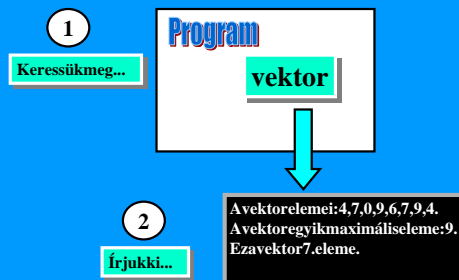 1
Program
Keressükmeg...
vektor
2
Avektorelemei:4,7,0,9,6,7,9,4.
Avektoregyikmaximáliseleme:9.
Ezavektor7.eleme.
Írjukki...